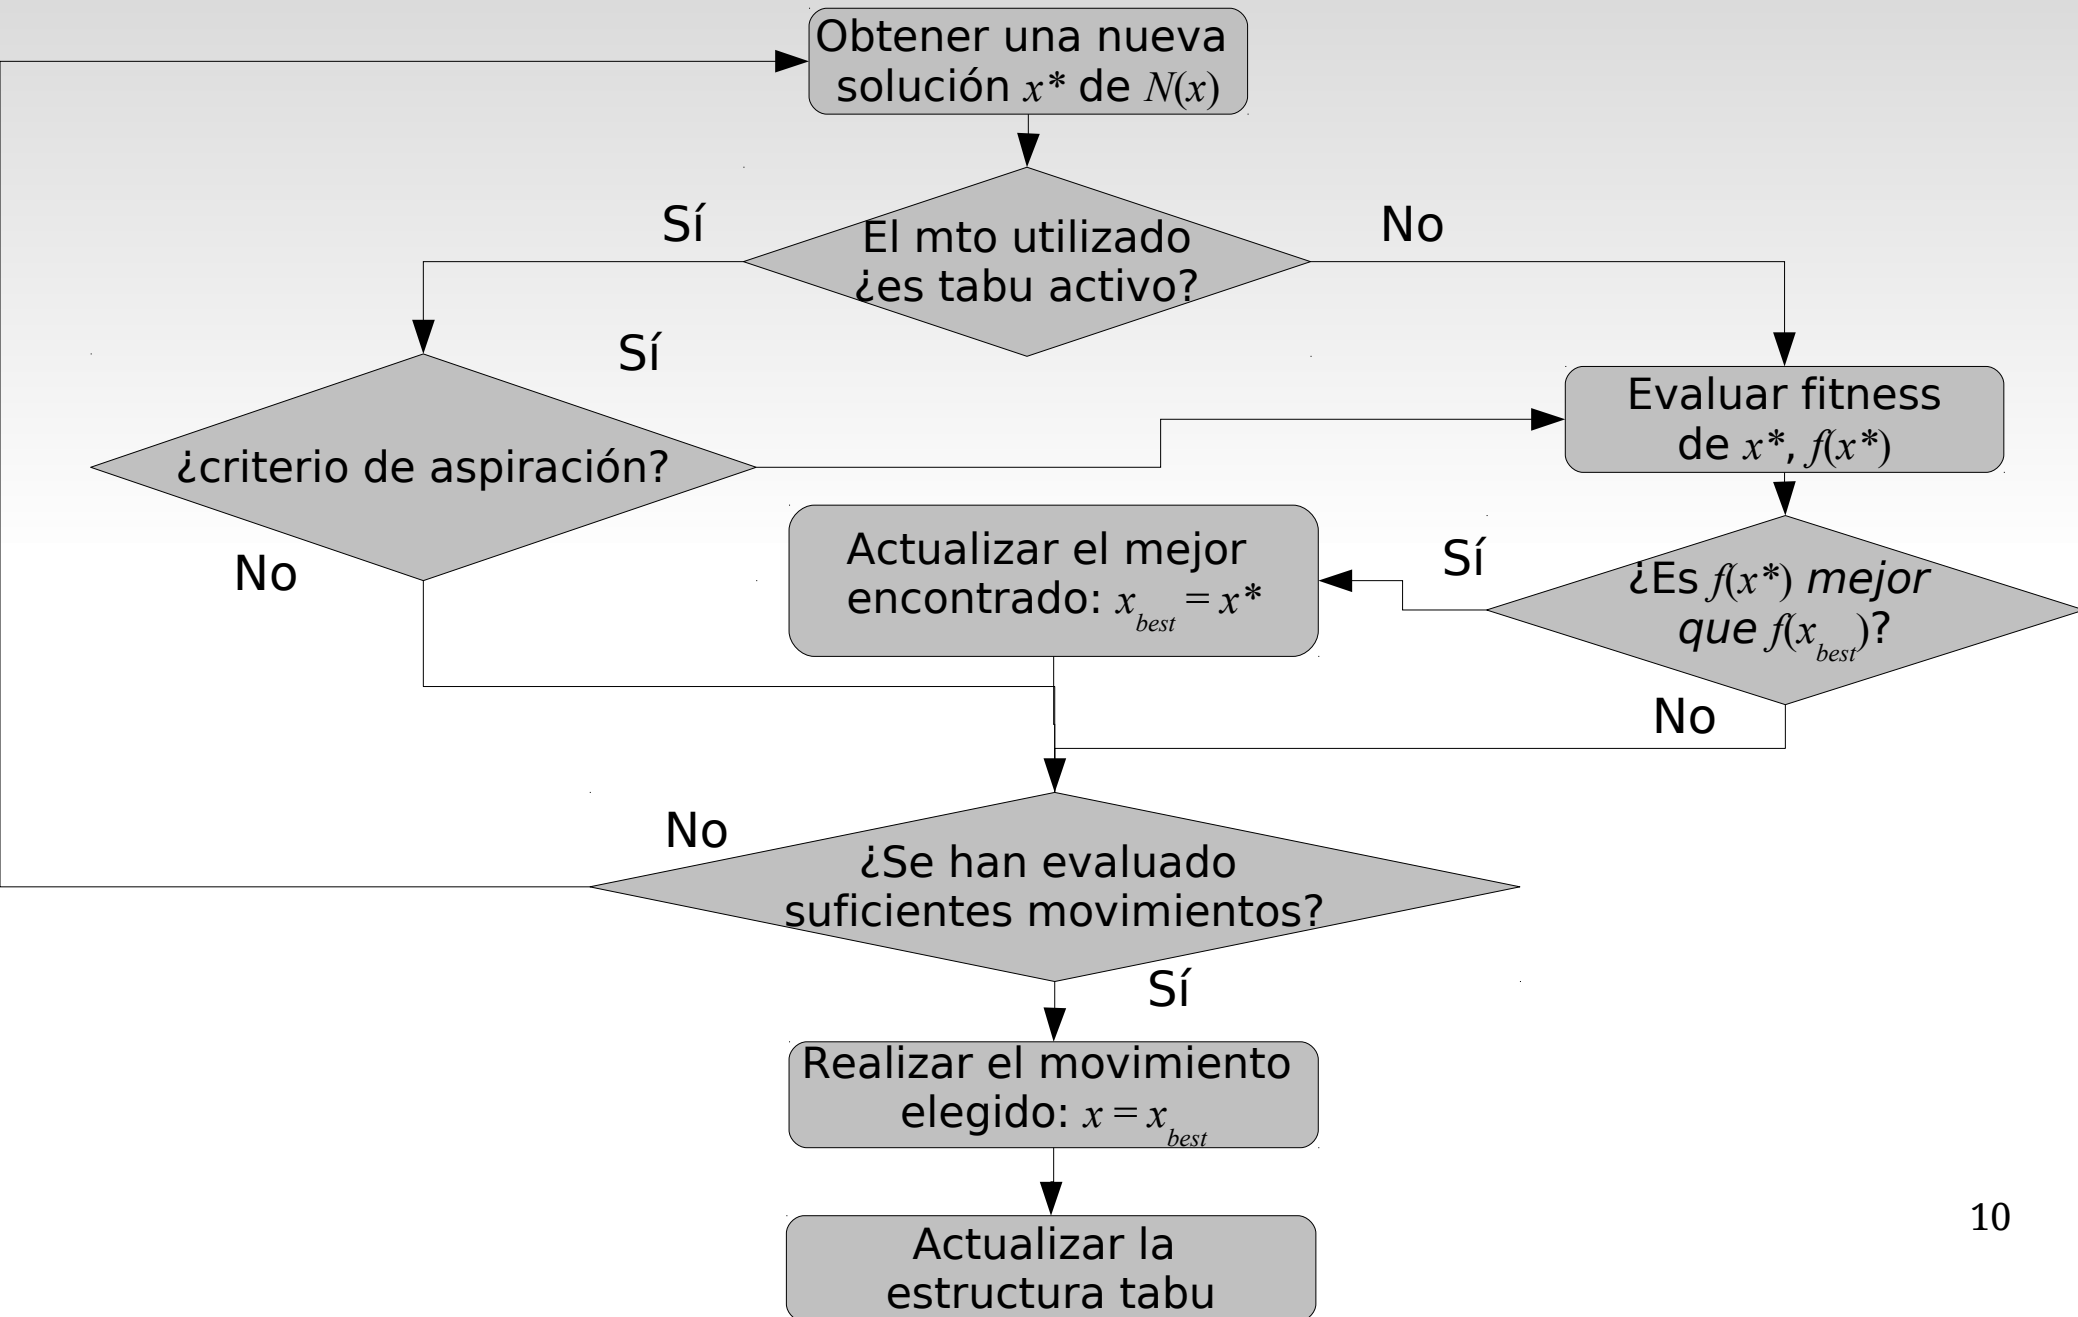 Obtener una nueva
solución x* de N(x)
Sí
No
El mto utilizado
¿es tabu activo?
Sí
¿criterio de aspiración?
No
Evaluar fitness
de x*, f(x*)
Sí
¿Es f(x*) mejor
que f(x_best)?
No
Actualizar el mejor
encontrado: x_best = x*
No
¿Se han evaluado
suficientes movimientos?
Sí
Realizar el movimiento
elegido: x = x_best
Actualizar la
estructura tabu
10